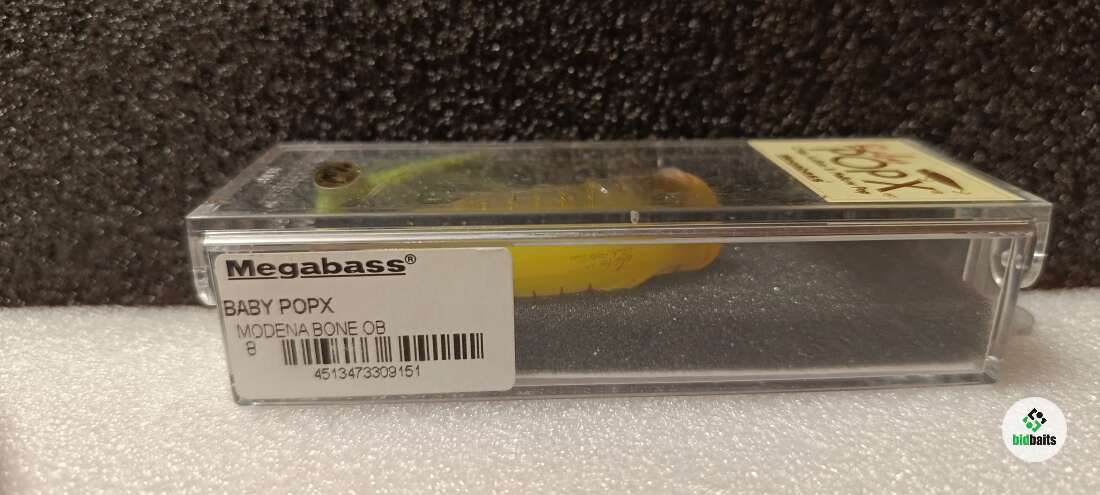 POPX
Megabass®
BABY POPX
MODENA BONE OB
8
4513473309151
bidbaits